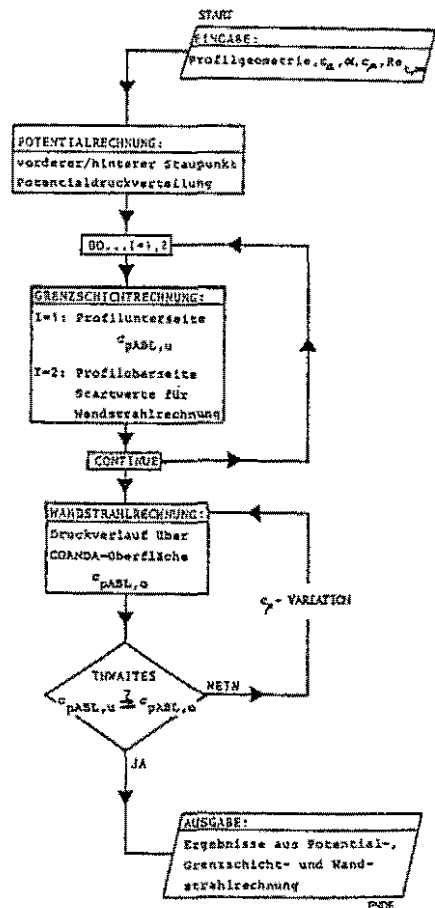 START
EINGABE:
Profilgeometrie, c_a, α, c_μ, Re
POTENTIALRECHNUNG:
vorderer/hinterer Staupunkt
Potentialdruckverteilung
DO...I=1,2
GRENZSCHICHTRECHNUNG:
I=1: Profilunterseite
c_pABL,u
I=2: Profiloberseite
Startwerte für
Wandstrahlrechnung
CONTINUE
WANDSTRAHLRECHNUNG:
Druckverlauf über
COANDA-Oberfläche
c_pABL,o
c_μ - VARIATION
THWAITES
c_pABL,u ≟ c_pABL,o
NEIN
JA
AUSGABE:
Ergebnisse aus Potential-,
Grenzschicht- und Wand-
strahlrechnung
ENDE